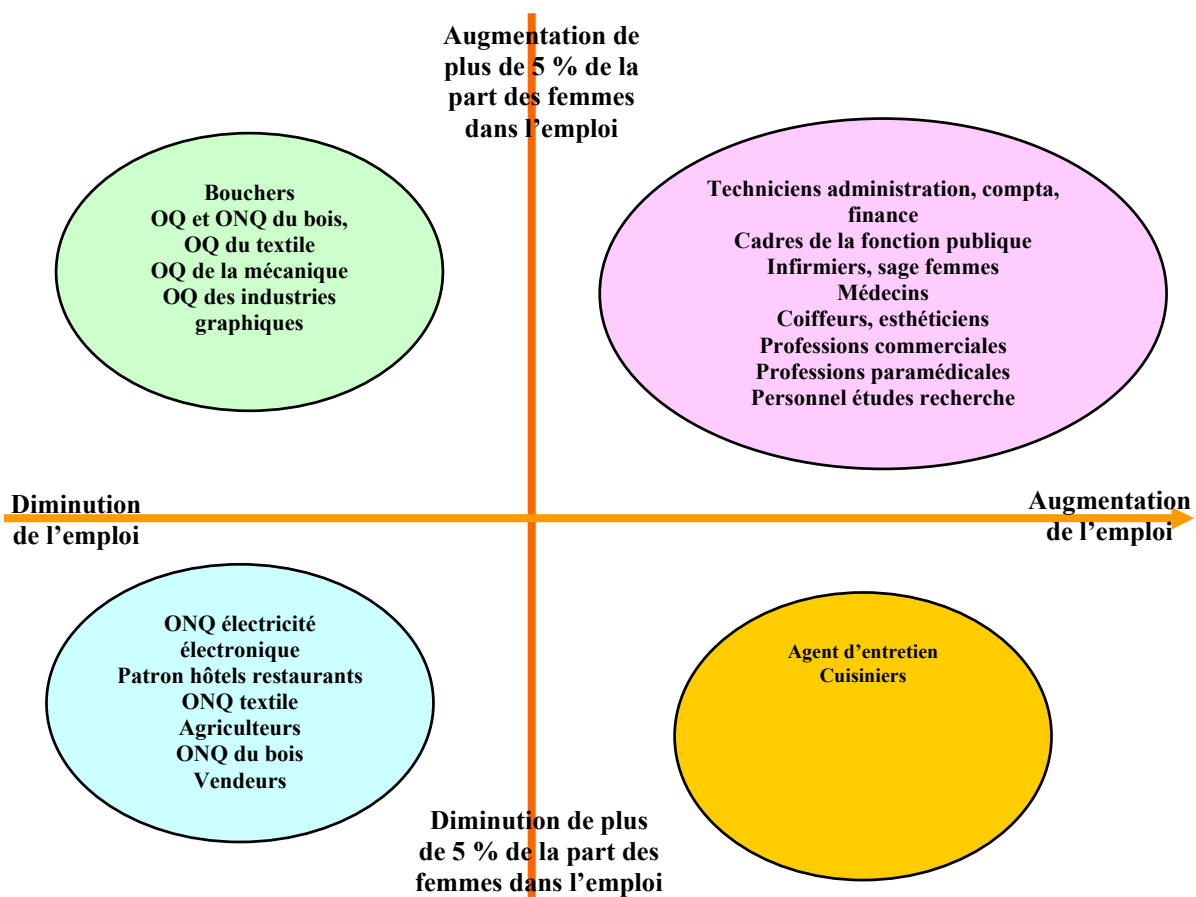 Augmentation de
plus de 5 % de la
part des femmes
dans l'emploi
Bouchers
OQ et ONQ du bois,
OQ du textile
OQ de la mécanique
OQ des industries
graphiques
Techniciens administration, compta,
finance
Cadres de la fonction publique
Infirmiers, sage femmes
Médecins
Coiffeurs, esthéticiens
Professions commerciales
Professions paramédicales
Personnel études recherche
Diminution
de l'emploi
Augmentation
de l'emploi
ONQ électricité
électronique
Patron hôtels restaurants
ONQ textile
Agriculteurs
ONQ du bois
Vendeurs
Agent d'entretien
Cuisiniers
Diminution de plus
de 5 % de la part des
femmes dans l'emploi